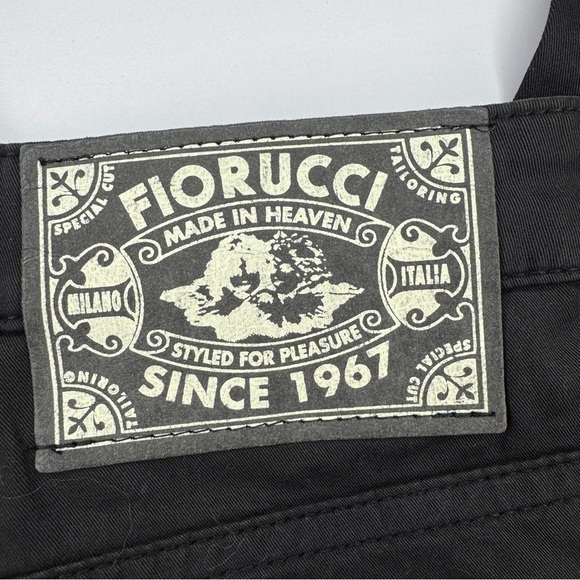 SPECIAL CUT
TAILORING
FIORUCCI
MADE IN HEAVEN
MILANO
ITALIA
STYLED FOR PLEASURE
SINCE 1967
TAILORING
SPECIAL CUT